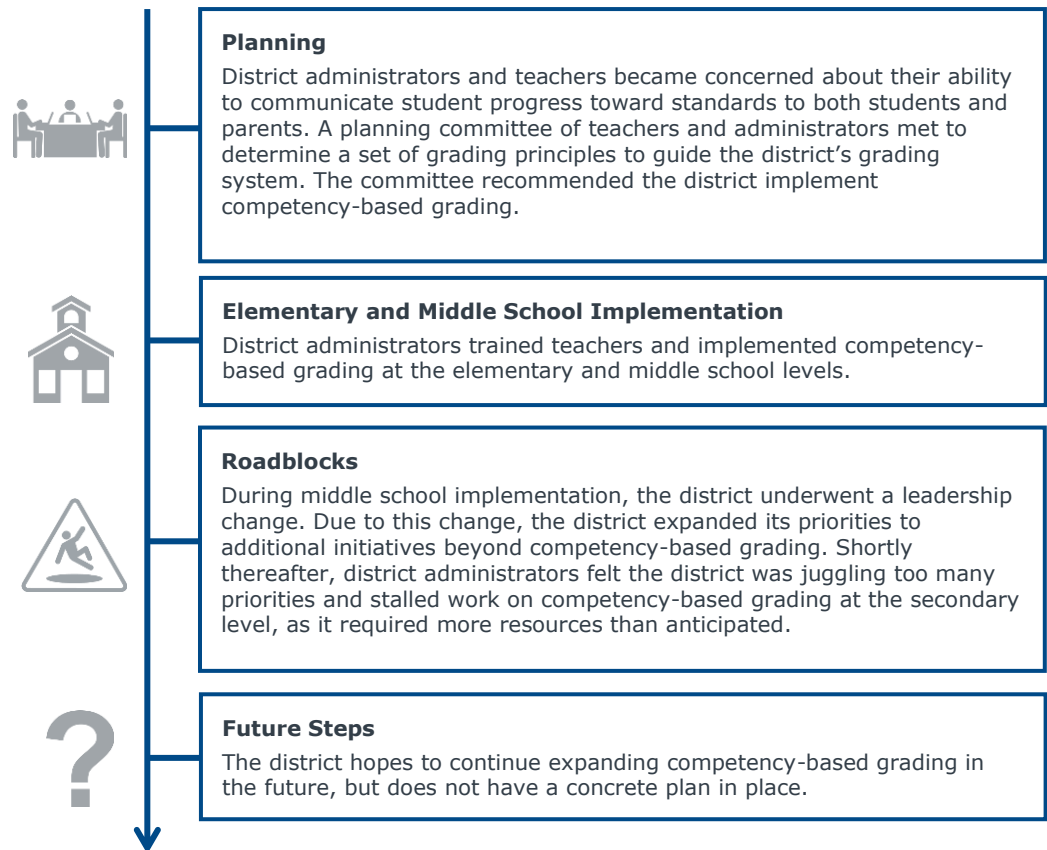 Planning
District administrators and teachers became concerned about their ability
to communicate student progress toward standards to both students and
parents. A planning committee of teachers and administrators met to
determine a set of grading principles to guide the district's grading
system. The committee recommended the district implement
competency-based grading.
Elementary and Middle School Implementation
District administrators trained teachers and implemented competency-
based grading at the elementary and middle school levels.
Roadblocks
During middle school implementation, the district underwent a leadership
change. Due to this change, the district expanded its priorities to
additional initiatives beyond competency-based grading. Shortly
thereafter, district administrators felt the district was juggling too many
priorities and stalled work on competency-based grading at the secondary
level, as it required more resources than anticipated.
?
Future Steps
The district hopes to continue expanding competency-based grading in
the future, but does not have a concrete plan in place.